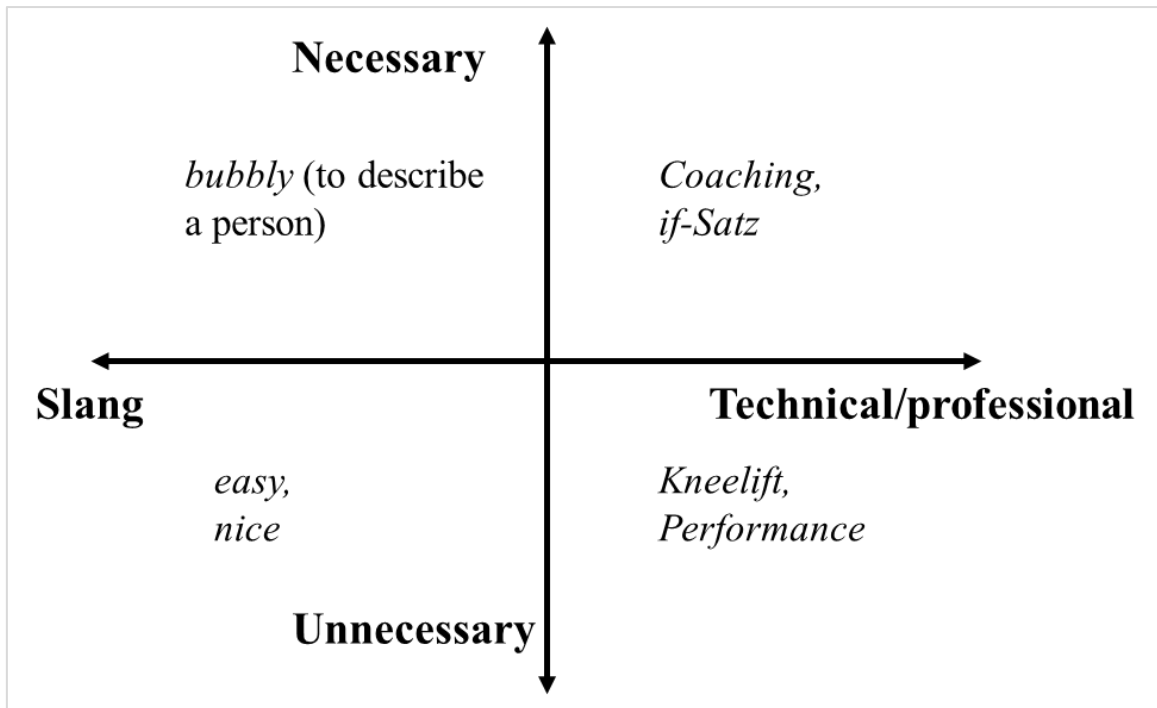 Necessary
bubbly (to describe
a person)
Coaching,
if-Satz
Slang
Technical/professional
easy,
nice
Kneelift,
Performance
Unnecessary